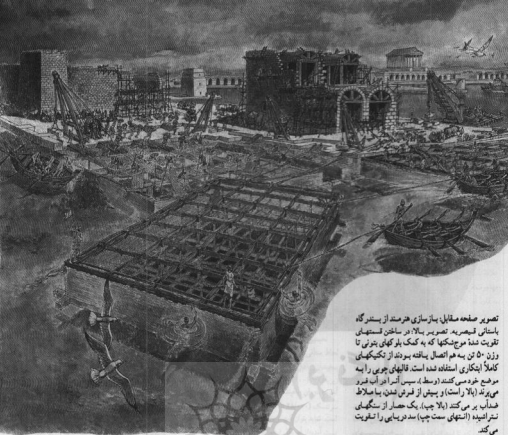 تصویر صفحه مقابل: بازسازی هنرمند از بندرگاه
باستانی قیصریه. تصویر بالا: در ساختن قسمتهای
تقویت شدهٔ موج‌شکنها که به کمک بلوکهای بتونی تا
وزن ۵۰ تن به هم اتصال یافته بودند از تکنیکهای
کاملاً ابتکاری استفاده شده است. قالبهای چوبی را به
موضع خود می‌کشند (وسط)، سپس آنرا در آب فرو
می‌برند (بالا راست) و پیش از غرش شدن، با ملاط
ضدآب پر می‌کنند (بالا چپ). یک حصار از سنگهای
نتراشیده (انتهای سمت چپ) سد دریایی را تقویت
می‌کند.